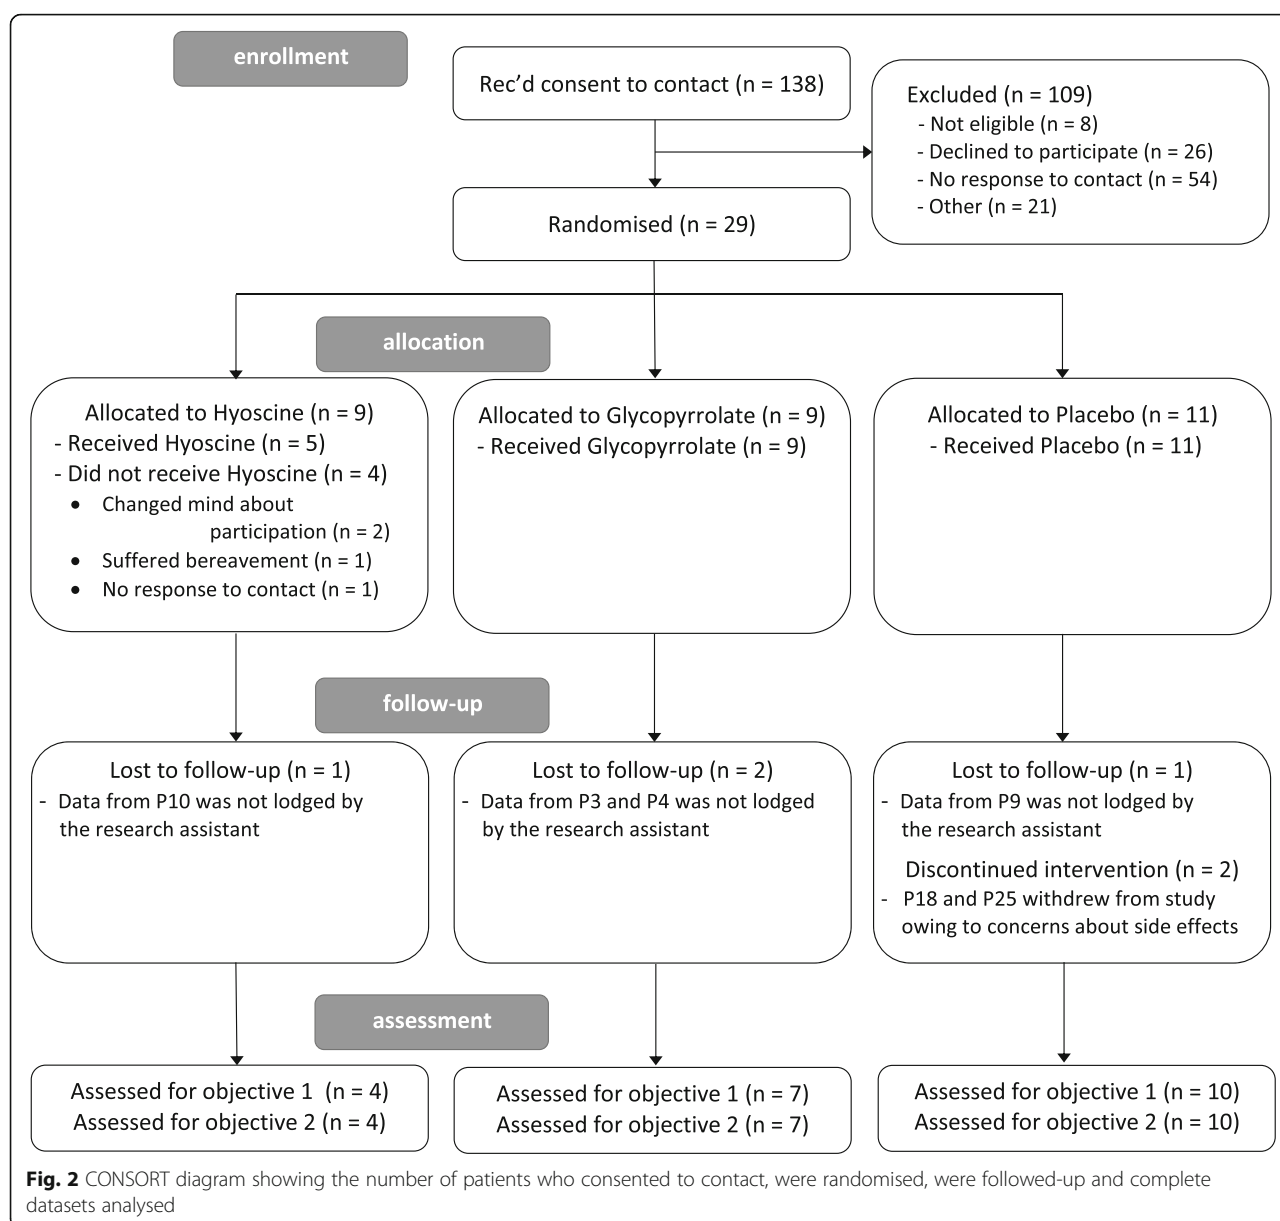 enrollment
Rec’d consent to contact (n = 138)
Excluded (n = 109)
- Not eligible (n = 8)
- Declined to participate (n = 26)
- No response to contact (n = 54)
- Other (n = 21)
Randomised (n = 29)
allocation
Allocated to Hyoscine (n = 9)
- Received Hyoscine (n = 5)
- Did not receive Hyoscine (n = 4)
• Changed mind about
participation (n = 2)
• Suffered bereavement (n = 1)
• No response to contact (n = 1)
Allocated to Glycopyrrolate (n = 9)
- Received Glycopyrrolate (n = 9)
Allocated to Placebo (n = 11)
- Received Placebo (n = 11)
follow-up
Lost to follow-up (n = 1)
- Data from P10 was not lodged by
the research assistant
Lost to follow-up (n = 2)
- Data from P3 and P4 was not lodged
by the research assistant
Lost to follow-up (n = 1)
- Data from P9 was not lodged by
the research assistant
Discontinued intervention (n = 2)
- P18 and P25 withdrew from study
owing to concerns about side effects
assessment
Assessed for objective 1 (n = 4)
Assessed for objective 2 (n = 4)
Assessed for objective 1 (n = 7)
Assessed for objective 2 (n = 7)
Assessed for objective 1 (n = 10)
Assessed for objective 2 (n = 10)
Fig. 2 CONSORT diagram showing the number of patients who consented to contact, were randomised, were followed-up and complete
datasets analysed